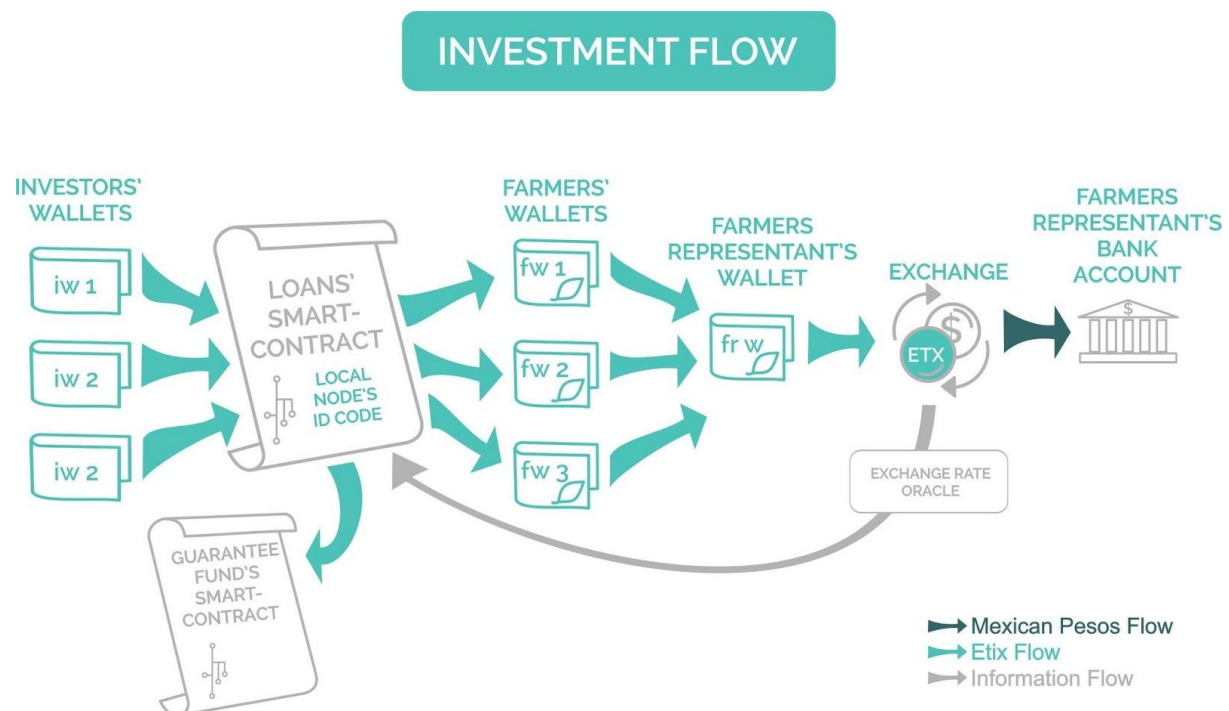 INVESTMENT FLOW
INVESTORS'
WALLETS
iw 1
iw 2
iw 2
LOANS'
SMART-
CONTRACT
LOCAL
NODE'S
ID CODE
GUARANTEE
FUND'S
SMART-
CONTRACT
FARMERS'
WALLETS
fw 1
fw 2
fw 3
FARMERS
REPRESENTANT'S
WALLET
fr w
EXCHANGE
$
ETX
EXCHANGE RATE
ORACLE
FARMERS
REPRESENTANT'S
BANK
ACCOUNT
$
Mexican Pesos Flow
Etix Flow
Information Flow